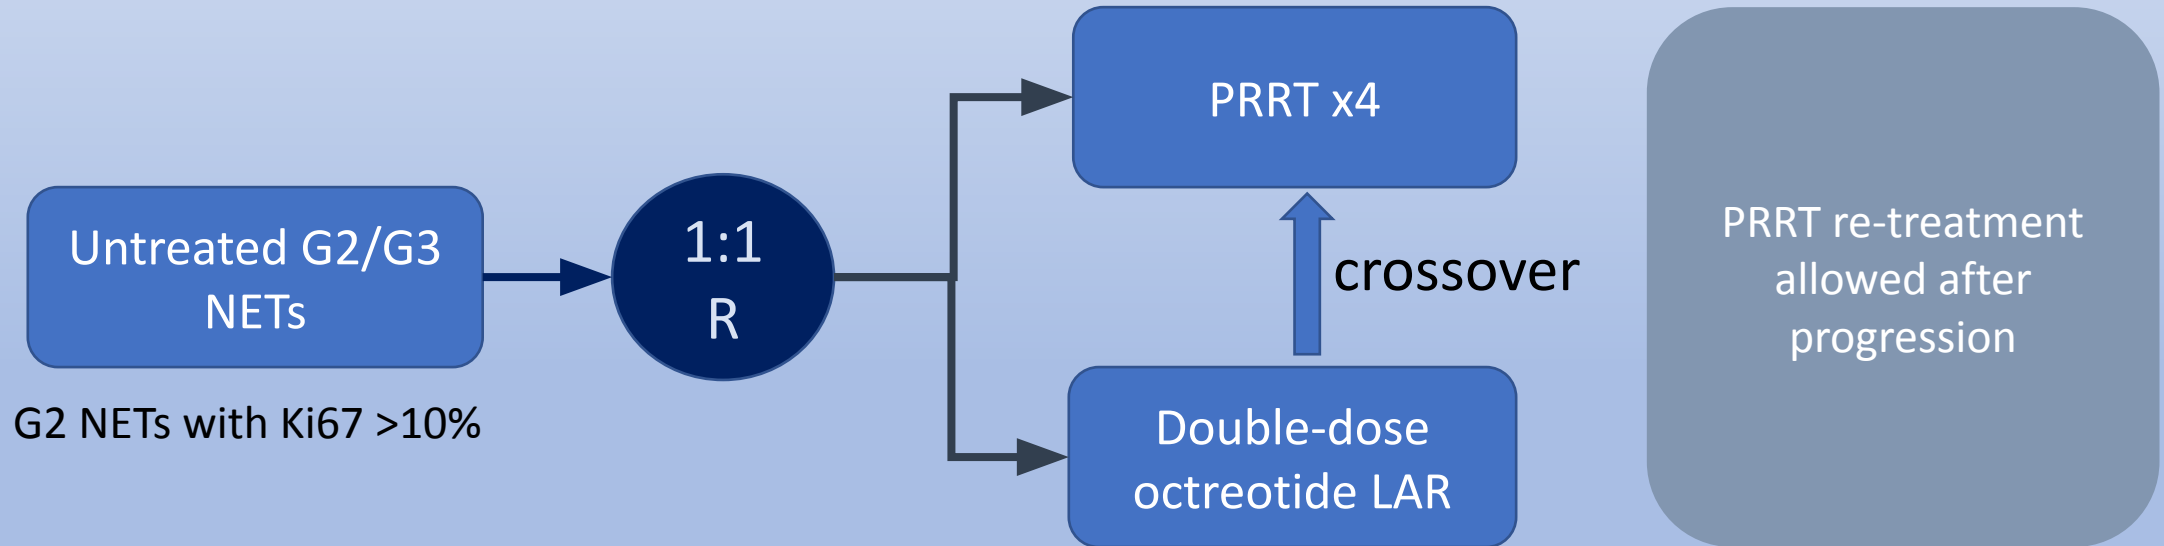 Untreated G2/G3
NETs
G2 NETs with Ki67 >10%
1:1
R
PRRT x4
crossover
Double-dose
octreotide LAR
PRRT re-treatment
allowed after
progression